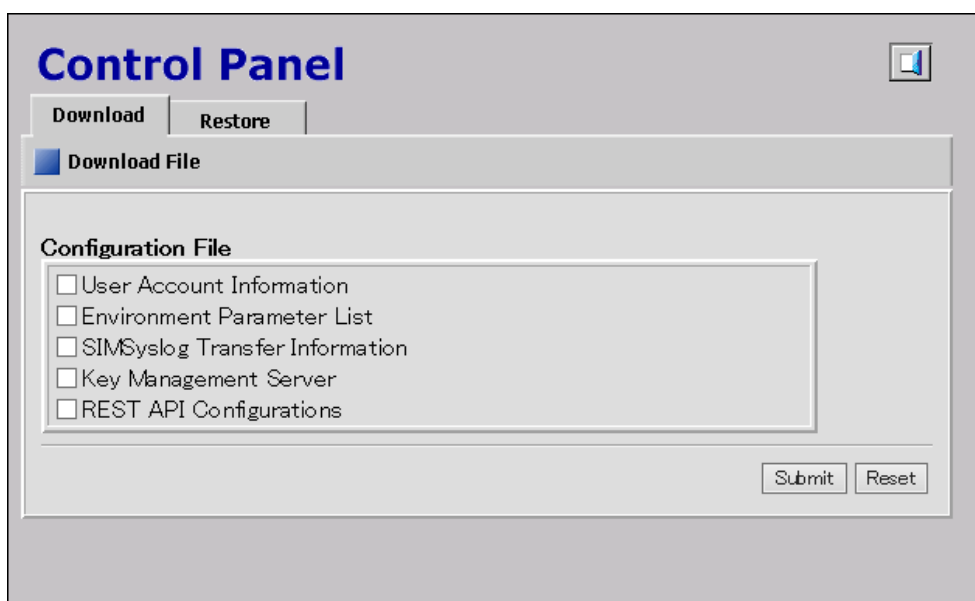 Control Panel
Download
Restore
Download File
Configuration File
User Account Information
Environment Parameter List
SIMSyslog Transfer Information
Key Management Server
REST API Configurations
Submit
Reset